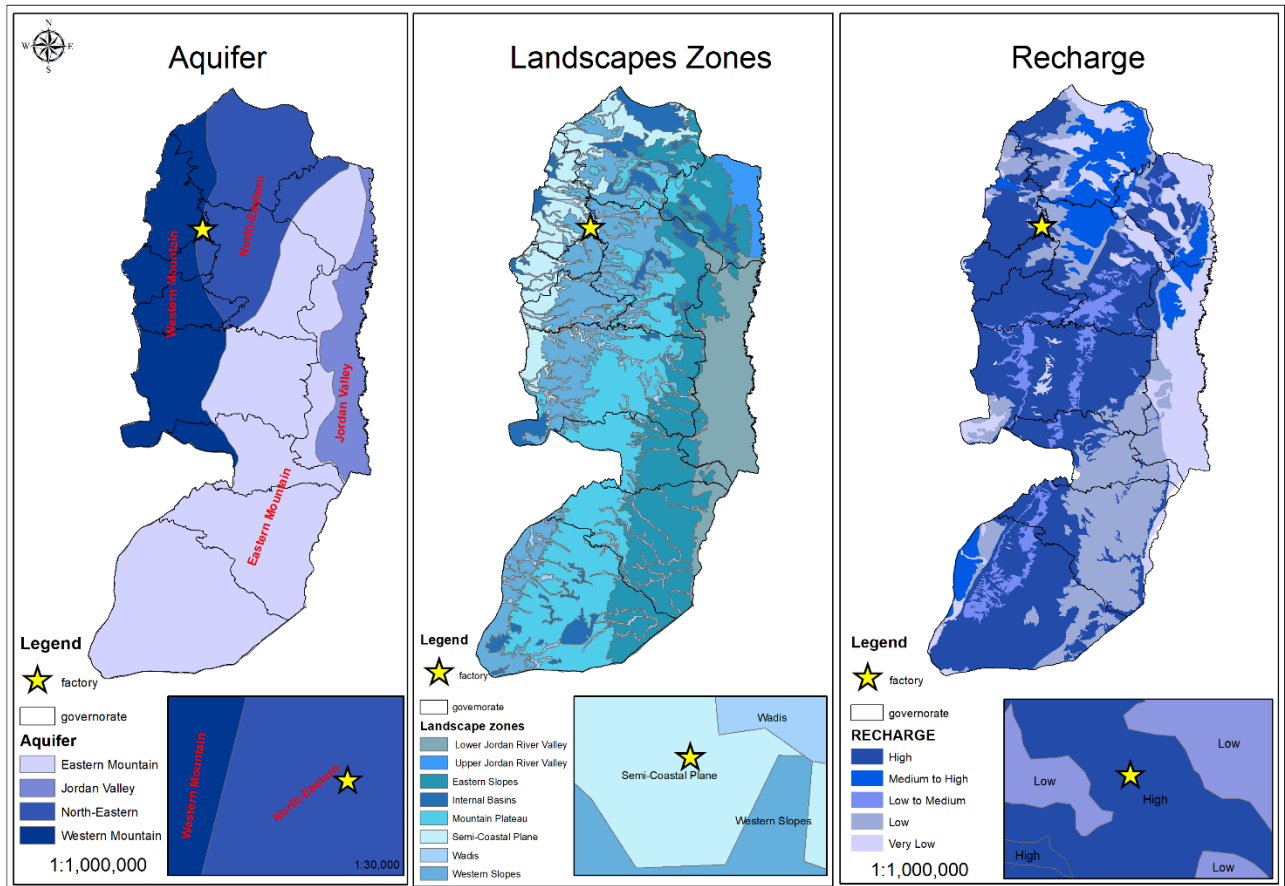 N
W E
S
Aquifer
Western Mountain
North-Eastern
Jordan Valley
Eastern Mountain
Legend
factory
governorate
Aquifer
Eastern Mountain
Jordan Valley
North-Eastern
Western Mountain
1:1,000,000
Western Mountain
North-Eastern
1:30,000
Landscapes Zones
Legend
factory
governorate
Landscape zones
Lower Jordan River Valley
Upper Jordan River Valley
Eastern Slopes
Internal Basins
Mountain Plateau
Semi-Coastal Plane
Wadis
Western Slopes
Wadis
Semi-Coastal Plane
Western Slopes
Recharge
Legend
factory
governorate
RECHARGE
High
Medium to High
Low to Medium
Low
Very Low
1:1,000,000
Low
Low
High
High
Low